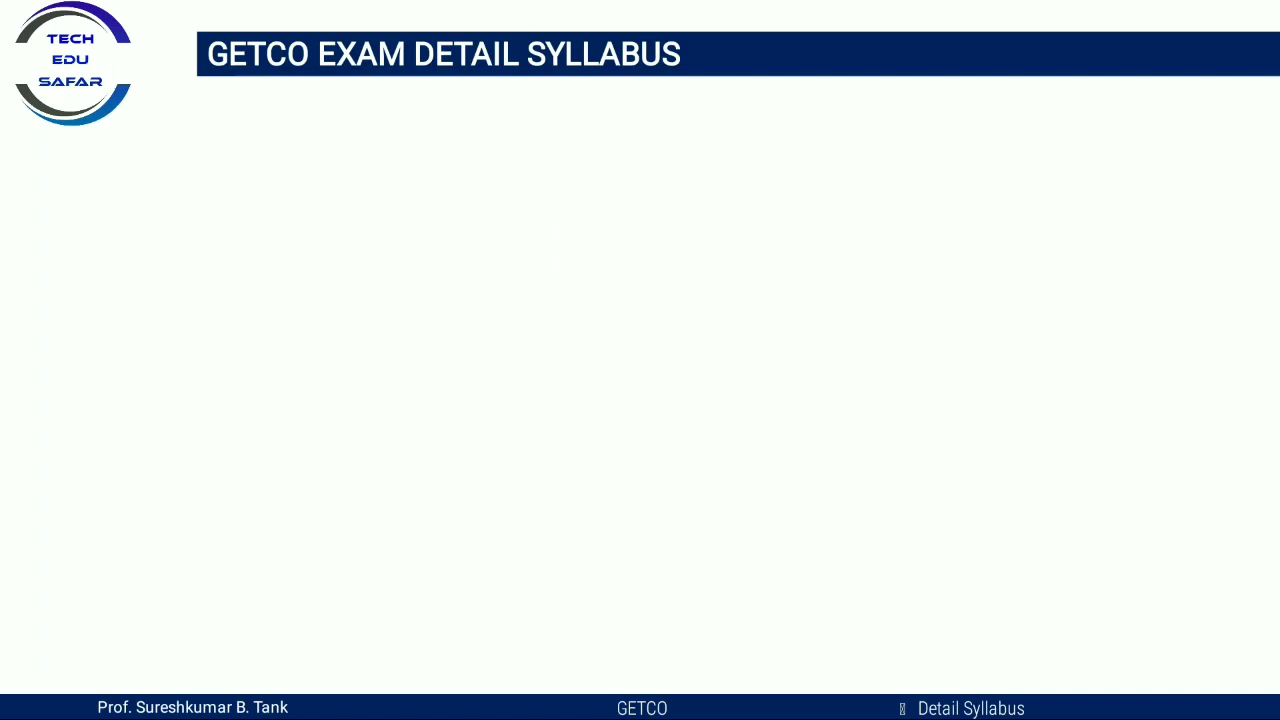 TECH
EDU
SAFAR
GETCO EXAM DETAIL SYLLABUS
Prof. Sureshkumar B. Tank
GETCO
Detail Syllabus